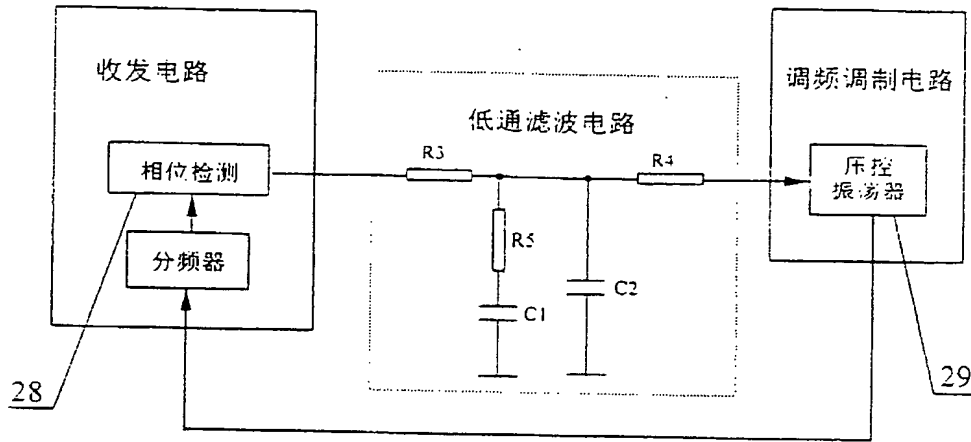 收发电路
低通滤波电路
调频调制电路
相位检测
R3
R4
压控
振荡器
分频器
R5
C1
C2
28
29